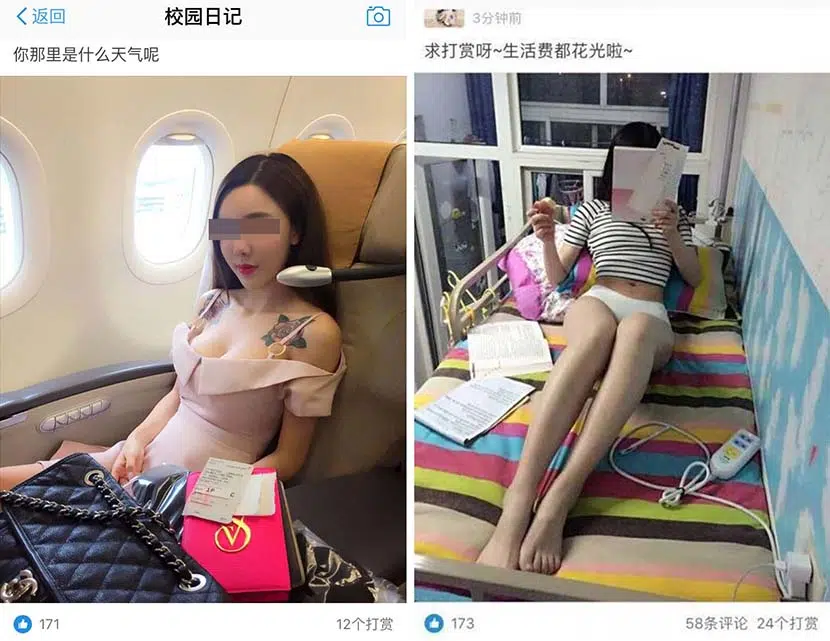 返回
校园日记
你那里是什么天气呢
171
12个打赏
3分钟前
求打赏呀~生活费都花光啦~
173
58条评论 24个打赏